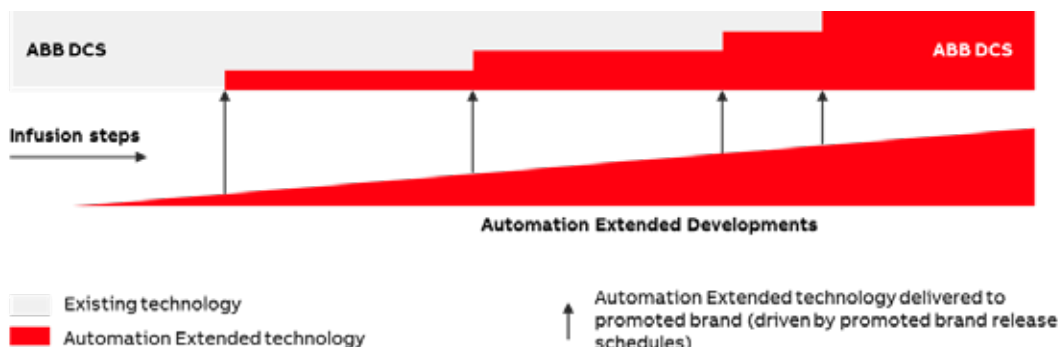 ABB DCS
ABB DCS
Infusion steps
Automation Extended Developments
Existing technology
Automation Extended technology
Automation Extended technology delivered to
promoted brand (driven by promoted brand release
schedules)